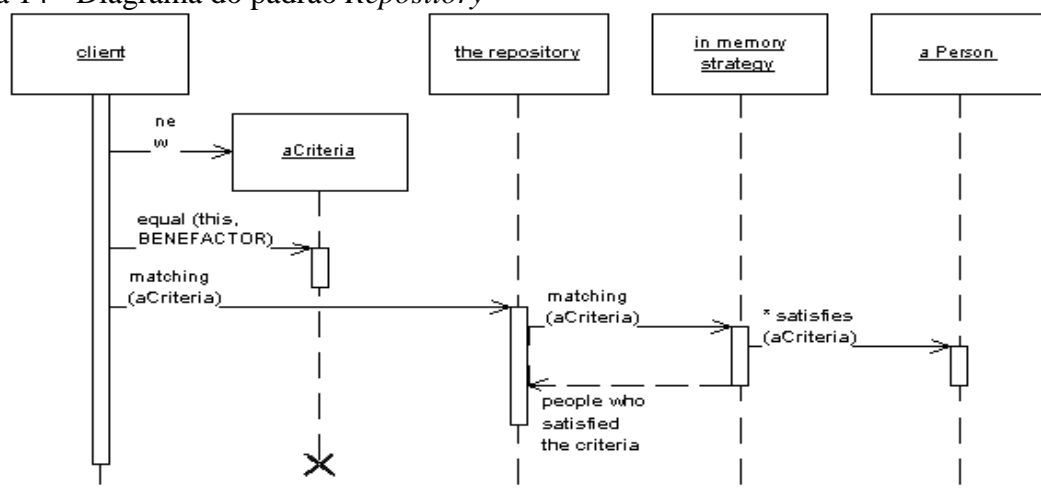 a 14 - Diagrama do padrão Repository
client
the repository
in memory
strategy
a Person
ne
w
aCriteria
equal (this,
BENEFACTOR)
matching
(aCriteria)
matching
(aCriteria)
* satisfies
(aCriteria)
people who
satisfied
the criteria